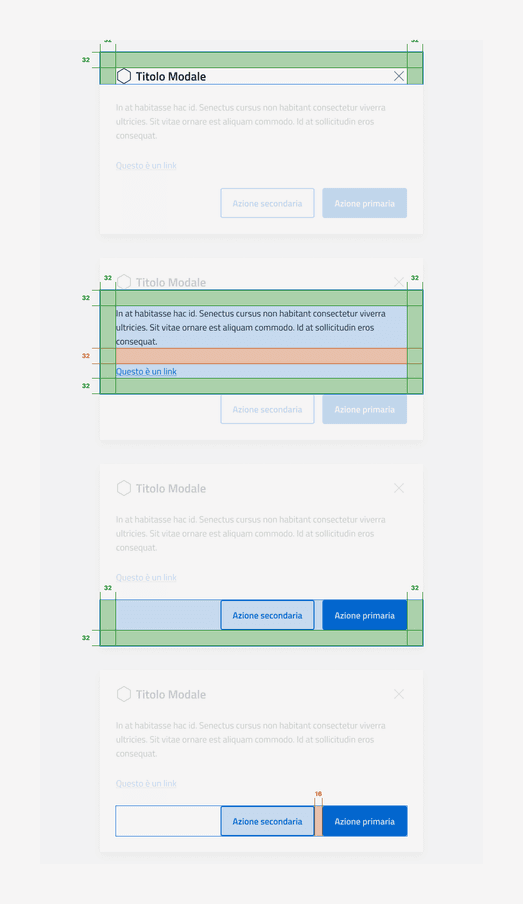 32 32
32
Titolo Modale
In at habitasse hac id. Senectus cursus non habitant consectetur viverra
ultricies. Sit vitae ornare est aliquam commodo. Id at sollicitudin eros
consequat.
Questo è un link
Azione secondaria Azione primaria
Titolo Modale
32 32
32
In at habitasse hac id. Senectus cursus non habitant consectetur viverra
ultricies. Sit vitae ornare est aliquam commodo. Id at sollicitudin eros
consequat.
32
Questo è un link
32
Azione secondaria Azione primaria
Titolo Modale
In at habitasse hac id. Senectus cursus non habitant consectetur viverra
ultricies. Sit vitae ornare est aliquam commodo. Id at sollicitudin eros
consequat.
Questo è un link
32 32
Azione secondaria Azione primaria
32
Titolo Modale
In at habitasse hac id. Senectus cursus non habitant consectetur viverra
ultricies. Sit vitae ornare est aliquam commodo. Id at sollicitudin eros
consequat.
Questo è un link
16
Azione secondaria Azione primaria